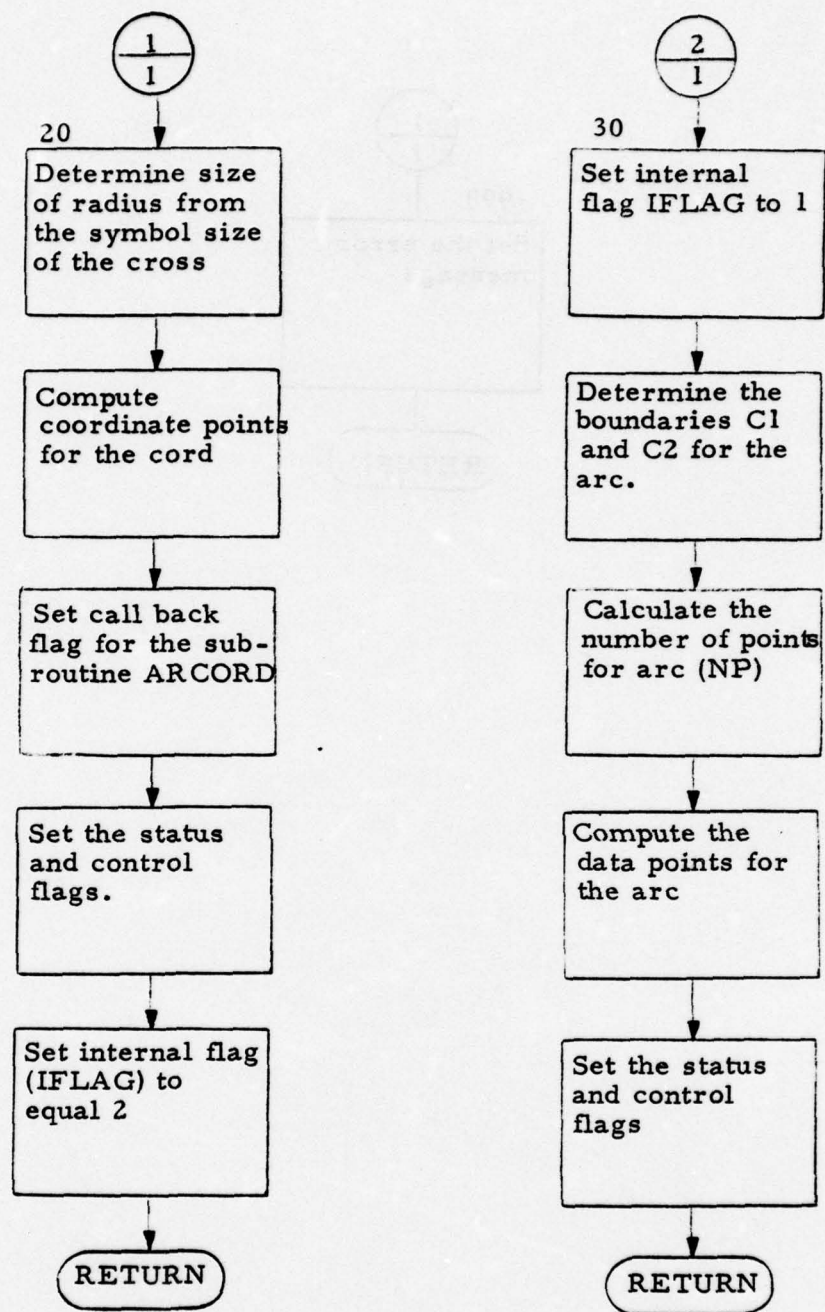 1
1
20
Determine size
of radius from
the symbol size
of the cross
Compute
coordinate points
for the cord
Set call back
flag for the sub-
routine ARCORD
Set the status
and control
flags.
Set internal flag
(IFLAG) to
equal 2
RETURN
2
1
30
Set internal
flag IFLAG to 1
Determine the
boundaries C1
and C2 for the
arc.
Calculate the
number of points
for arc (NP)
Compute the
data points for
the arc
Set the status
and control
flags
RETURN